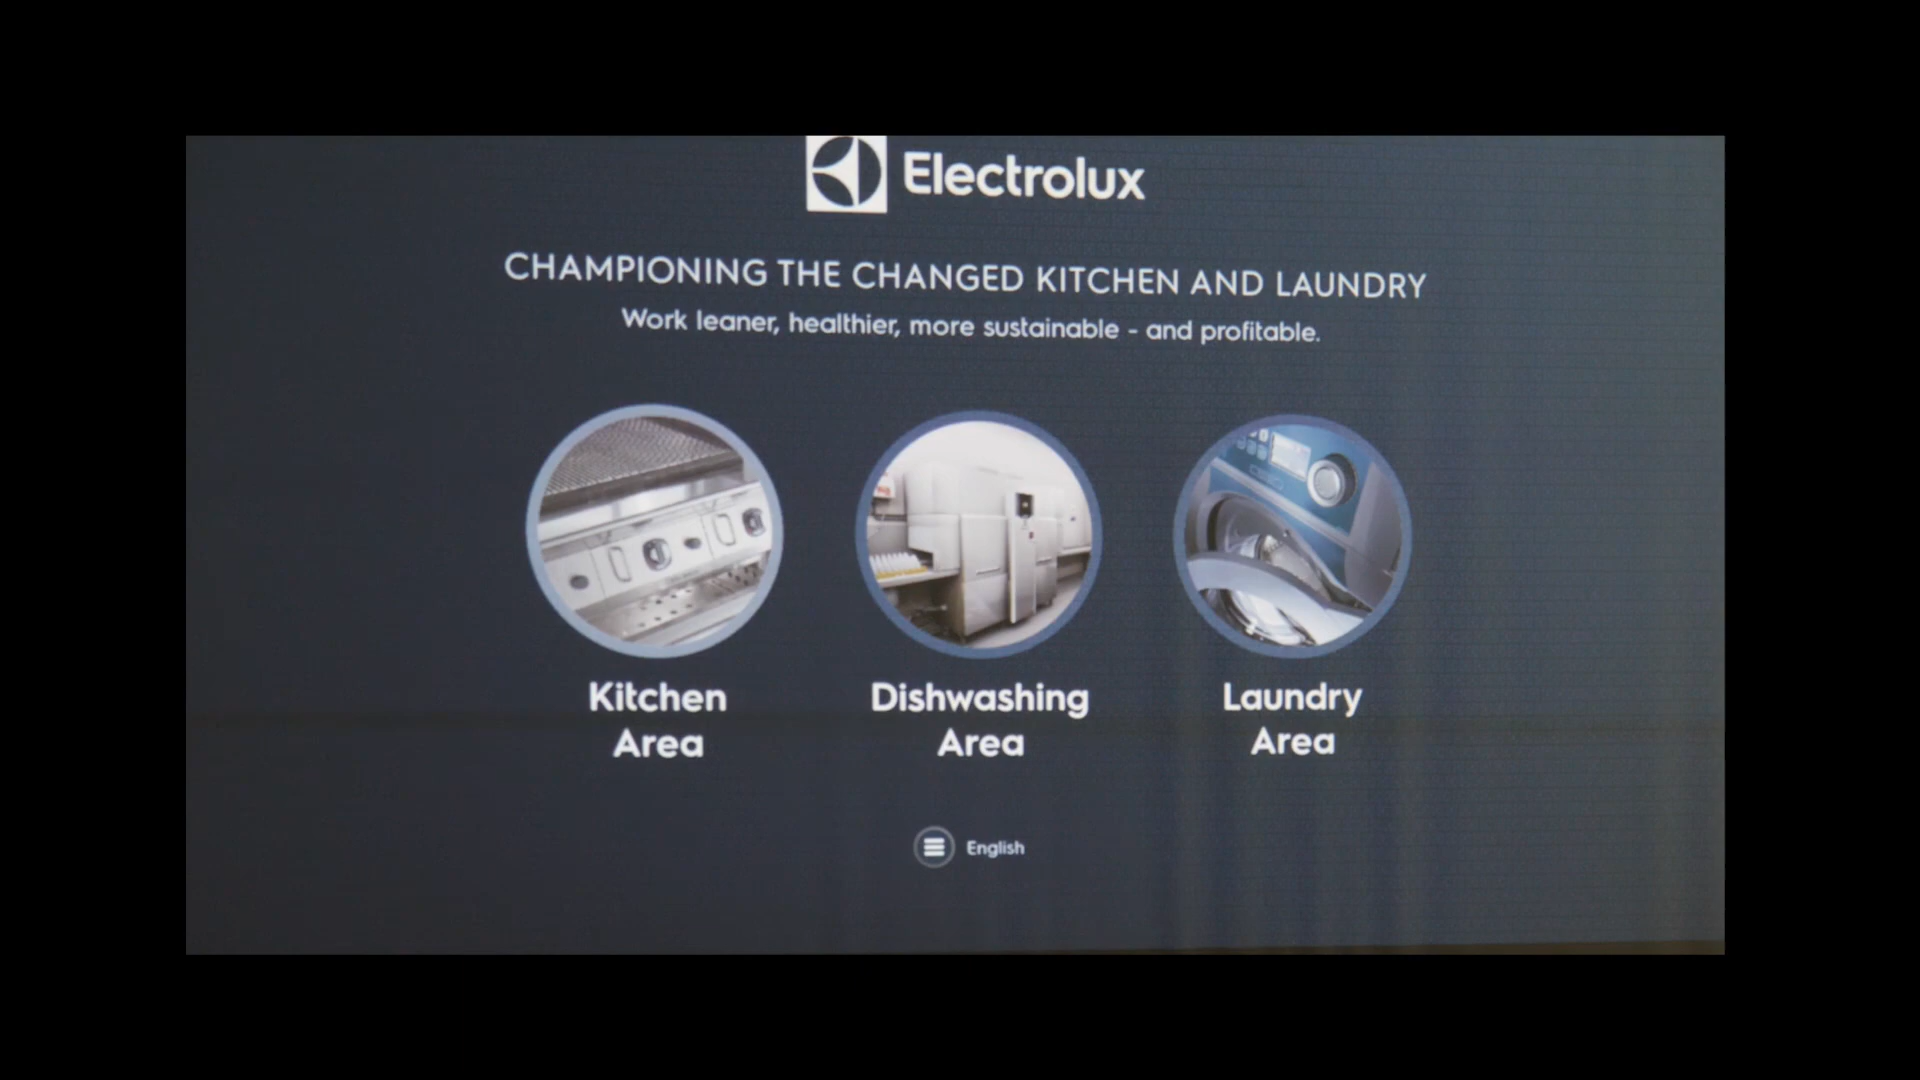 Electrolux
CHAMPIONING THE CHANGED KITCHEN AND LAUNDRY
Work leaner, healthier, more sustainable - and profitable.
Kitchen
Area
Dishwashing
Area
Laundry
Area
English